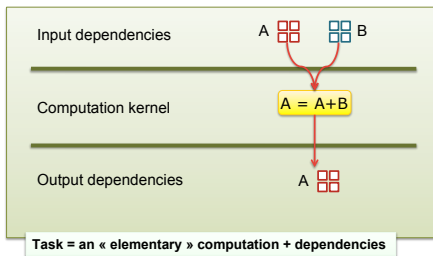 Input dependencies A B
Computation kernel A = A+B
Output dependencies A
Task = an « elementary » computation + dependencies